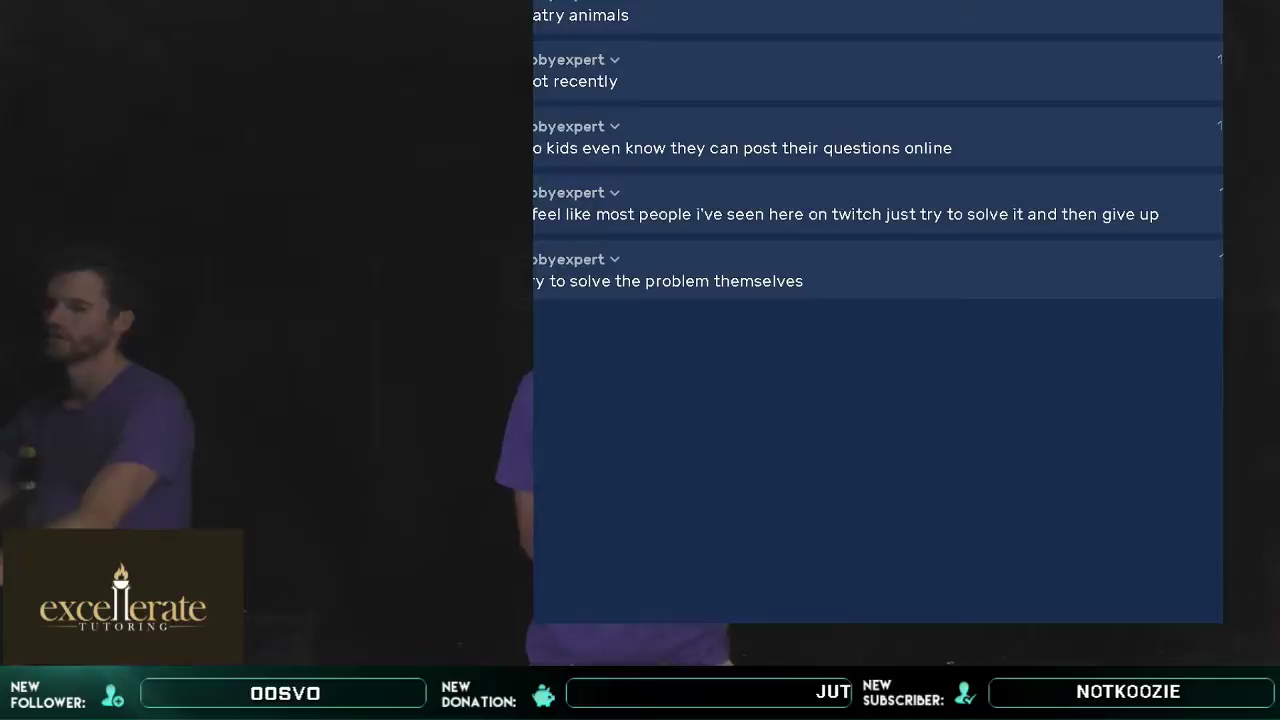 atry animals
obyexpert
ot recently
obyexpert
o kids even know they can post their questions online
obyexpert
feel like most people i've seen here on twitch just try to solve it and then give up
obyexpert
ry to solve the problem themselves
excellerate
TUTORING
NEW FOLLOWER: OOSVO
NEW DONATION: JUT
NEW SUBSCRIBER: NOTKOOZIE